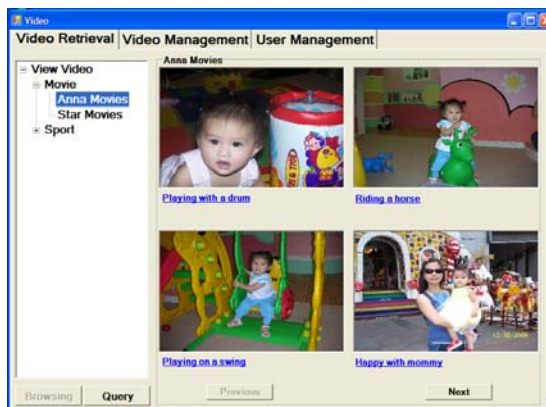 Video
Video Retrieval Video Management User Management
View Video
Movie
Anna Movies
Star Movies
Sport
Anna Movies
Playing with a drum
Riding a horse
Playing on a swing
Happy with mommy
Browsing Query
Previous Next